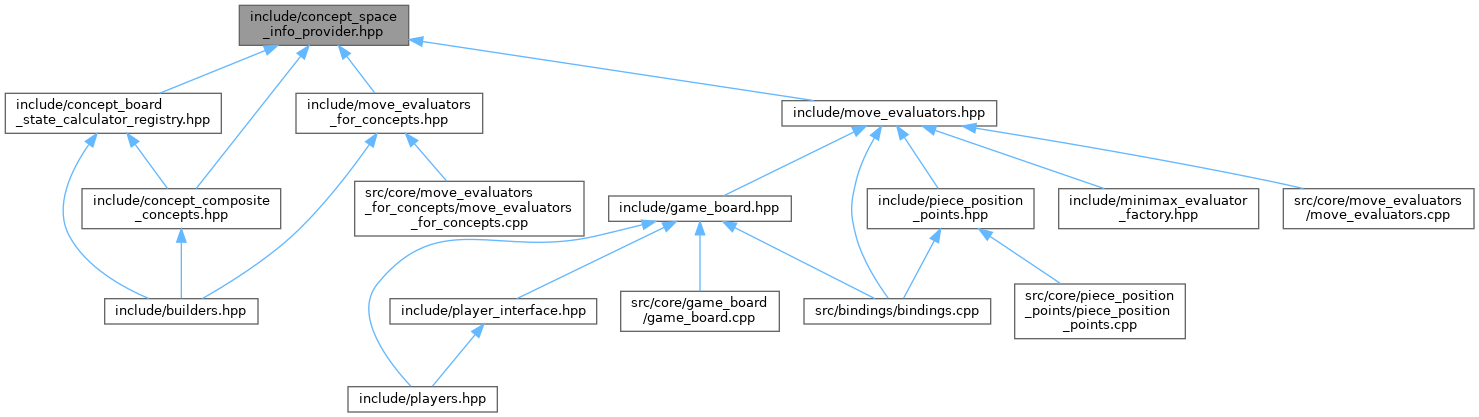 include/concept_space
_info_provider.hpp
include/concept_board
_state_calculator_registry.hpp
include/move_evaluators
_for_concepts.hpp
include/move_evaluators.hpp
include/concept_composite
_concepts.hpp
src/core/move_evaluators
_for_concepts/move_evaluators
_for_concepts.cpp
include/game_board.hpp
include/piece_position
_points.hpp
include/minimax_evaluator
_factory.hpp
src/core/move_evaluators
/move_evaluators.cpp
include/builders.hpp
include/player_interface.hpp
src/core/game_board
/game_board.cpp
src/bindings/bindings.cpp
src/core/piece_position
_points/piece_position
_points.cpp
include/players.hpp